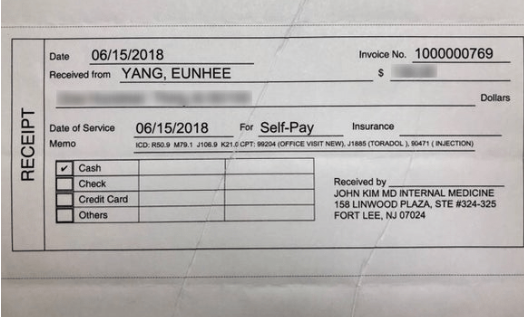 Date 06/15/2018 Invoice No. 1000000769
Received from YANG, EUNHEE $
Dollars
Date of Service 06/15/2018 For Self-Pay Insurance
Memo ICD: R50.9 M79.1 J106.9 K21.0 CPT: 99204 (OFFICE VISIT NEW), J1885 (TORADOL ), 90471 ( INJECTION)
RECEIPT
✔ Cash
Check
Credit Card
Others
Received by
JOHN KIM MD INTERNAL MEDICINE
158 LINWOOD PLAZA, STE #324-325
FORT LEE, NJ 07024